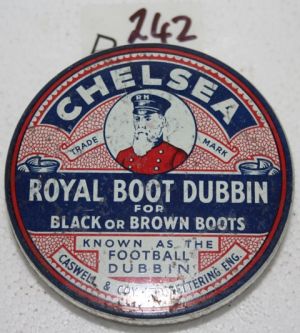 242
CHELSEA
RH
TRADE MARK
ROYAL BOOT DUBBIN
FOR
BLACK OR BROWN BOOTS
KNOWN AS THE
FOOTBALL
DUBBIN
CASWELL & CO KETTERING ENG.